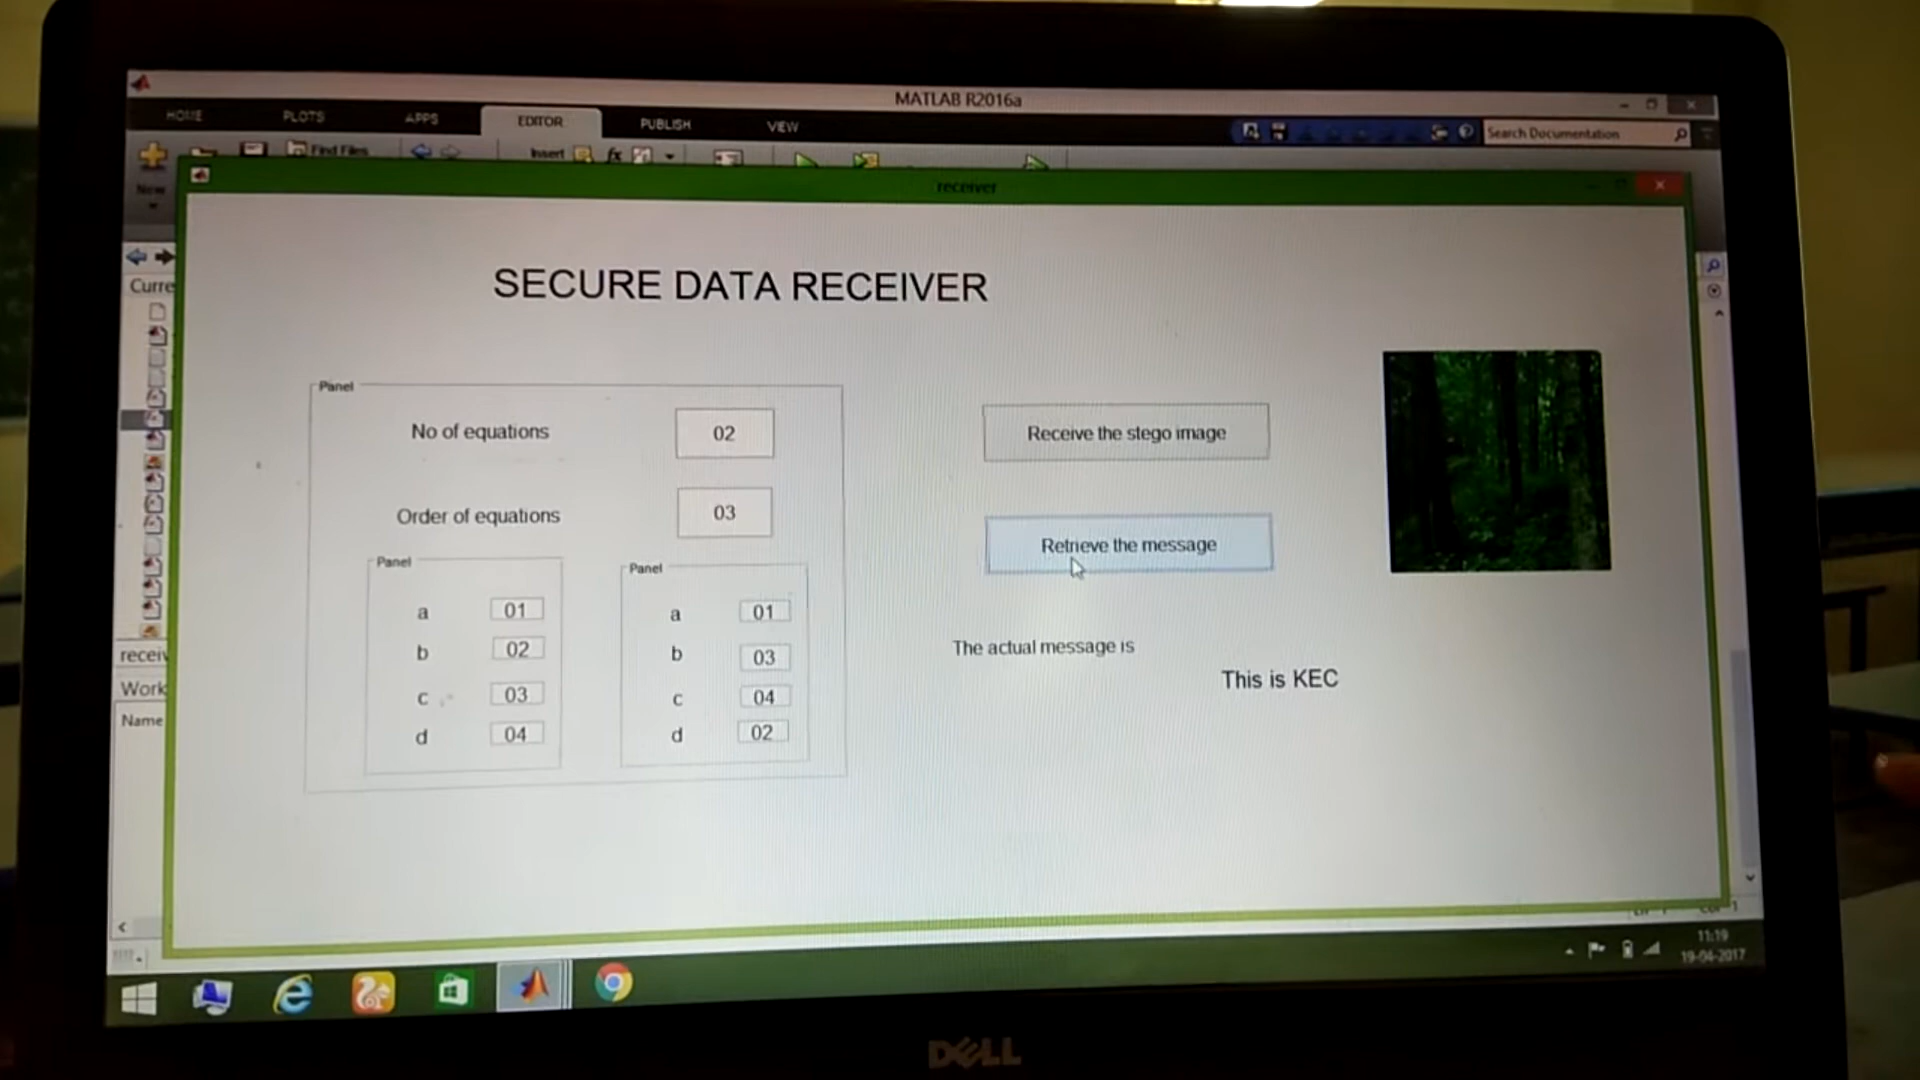 MATLAB R2016a
HOME PLOTS APPS EDITOR PUBLISH VIEW
Search Documentation
New Find Files Insert fx
receiver
Curre
SECURE DATA RECEIVER
Panel
No of equations 02
Order of equations 03
Panel
a 01
b 02
c 03
d 04
Panel
a 01
b 03
c 04
d 02
Receive the stego image
Retrieve the message
The actual message is
This is KEC
receiv
Work
Name
11:19
19-04-2017
DELL